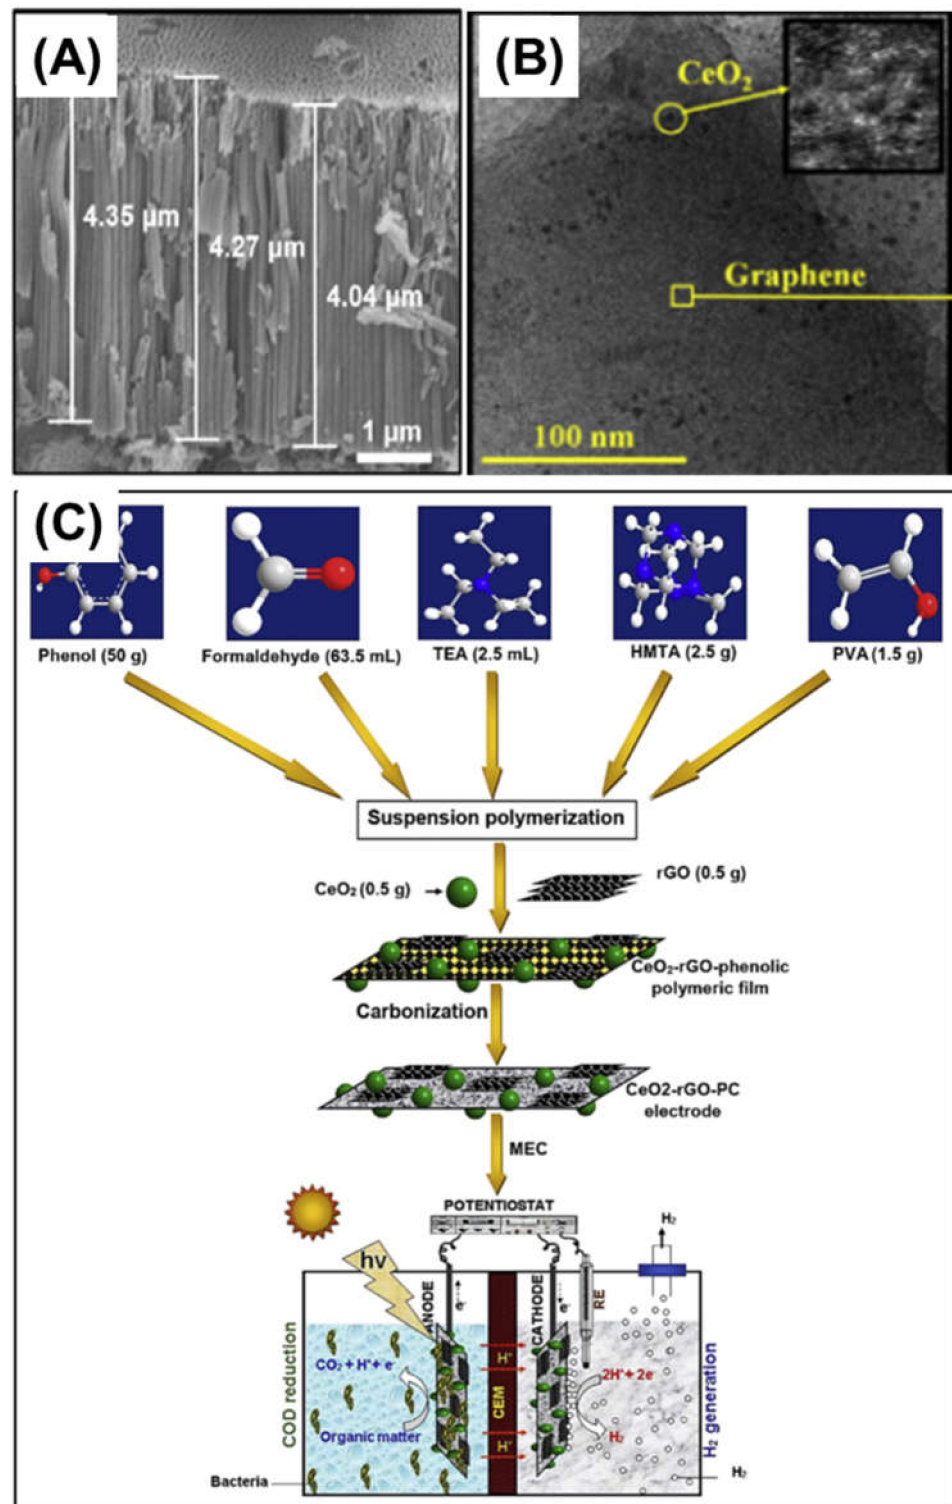 (A)
4.35 µm
4.27 µm
4.04 µm
1 µm
(B)
CeO₂
Graphene
100 nm
(C)
Phenol (50 g)
Formaldehyde (63.5 mL)
TEA (2.5 mL)
HMTA (2.5 g)
PVA (1.5 g)
Suspension polymerization
CeO₂ (0.5 g)
rGO (0.5 g)
CeO₂-rGO-phenolic
polymeric film
Carbonization
CeO2-rGO-PC
electrode
MEC
POTENTIOSTAT
H₂
hv
ANODE
e⁻
CATHODE
e⁻
RE
COD reduction
CO₂ + H⁺+ e⁻
Organic matter
Bacteria
H⁺
CEM
H⁺
2H⁺+ 2e⁻
H₂
H₂ generation
H₂